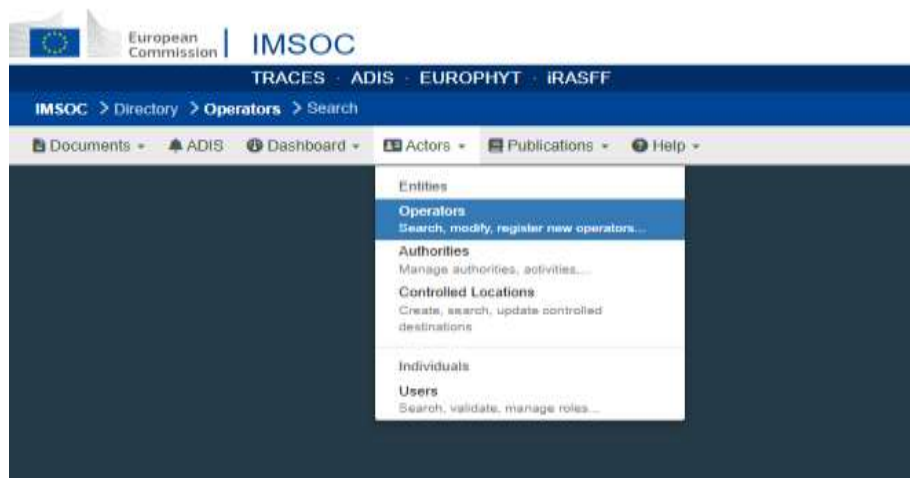 European
Commission
IMSOC
TRACES · ADIS · EUROPHYT · iRASFF
IMSOC > Directory > Operators > Search
Documents ADIS Dashboard Actors Publications Help
Entities
Operators
Search, modify, register new operators...
Authorities
Manage authorities, activities,...
Controlled Locations
Create, search, update controlled
destinations
Individuals
Users
Search, validate, manage roles...